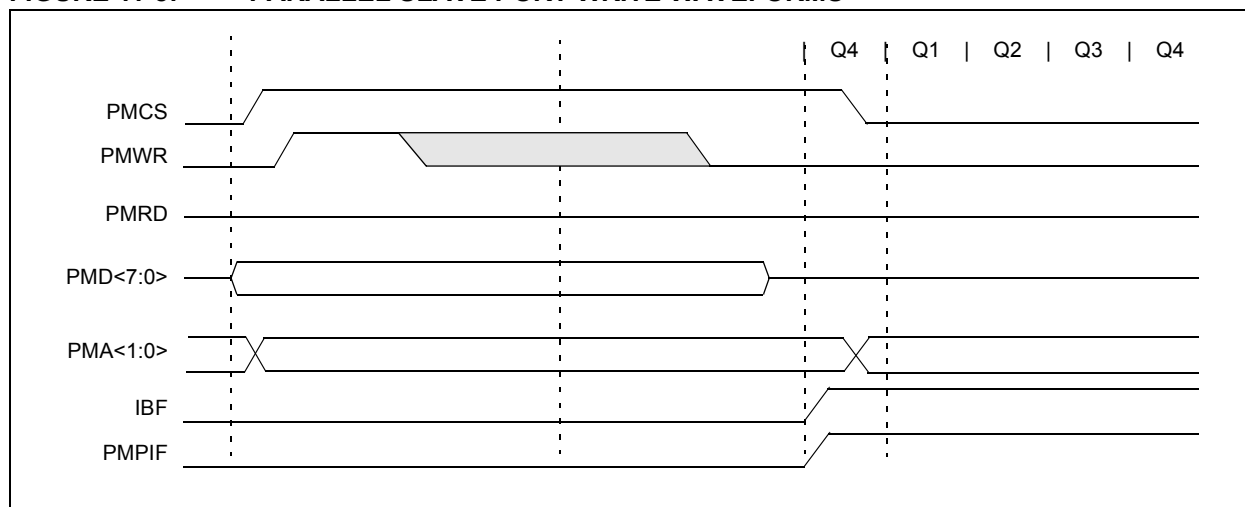 | Q4 | Q1 | Q2 | Q3 | Q4
PMCS
PMWR
PMRD
PMD<7:0>
PMA<1:0>
IBF
PMPIF